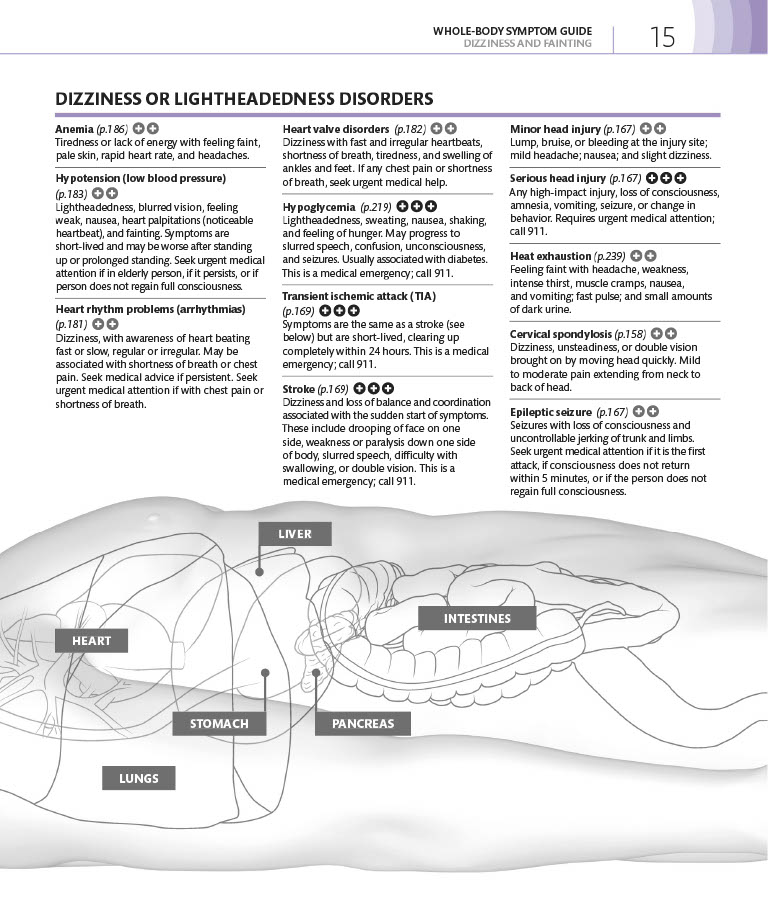 WHOLE-BODY SYMPTOM GUIDE
DIZZINESS AND FAINTING
15
DIZZINESS OR LIGHTHEADEDNESS DISORDERS
Anemia (p.186)
Tiredness or lack of energy with feeling faint,
pale skin, rapid heart rate, and headaches.
Hypotension (low blood pressure)
(p.183)
Lightheadedness, blurred vision, feeling
weak, nausea, heart palpitations (noticeable
heartbeat), and fainting. Symptoms are
short-lived and may be worse after standing
up or prolonged standing. Seek urgent medical
attention if in elderly person, if it persists, or if
person does not regain full consciousness.
Heart rhythm problems (arrhythmias)
(p.181)
Dizziness, with awareness of heart beating
fast or slow, regular or irregular. May be
associated with shortness of breath or chest
pain. Seek medical advice if persistent. Seek
urgent medical attention if with chest pain or
shortness of breath.
Heart valve disorders (p.182)
Dizziness with fast and irregular heartbeats,
shortness of breath, tiredness, and swelling of
ankles and feet. If any chest pain or shortness
of breath, seek urgent medical help.
Hypoglycemia (p.219)
Lightheadedness, sweating, nausea, shaking,
and feeling of hunger. May progress to
slurred speech, confusion, unconsciousness,
and seizures. Usually associated with diabetes.
This is a medical emergency; call 911.
Transient ischemic attack (TIA)
(p.169)
Symptoms are the same as a stroke (see
below) but are short-lived, clearing up
completely within 24 hours. This is a medical
emergency; call 911.
Stroke (p.169)
Dizziness and loss of balance and coordination
associated with the sudden start of symptoms.
These include drooping of face on one
side, weakness or paralysis down one side
of body, slurred speech, difficulty with
swallowing, or double vision. This is a
medical emergency; call 911.
Minor head injury (p.167)
Lump, bruise, or bleeding at the injury site;
mild headache; nausea; and slight dizziness.
Serious head injury (p.167)
Any high-impact injury, loss of consciousness,
amnesia, vomiting, seizure, or change in
behavior. Requires urgent medical attention;
call 911.
Heat exhaustion (p.239)
Feeling faint with headache, weakness,
intense thirst, muscle cramps, nausea,
and vomiting; fast pulse; and small amounts
of dark urine.
Cervical spondylosis (p.158)
Dizziness, unsteadiness, or double vision
brought on by moving head quickly. Mild
to moderate pain extending from neck to
back of head.
Epileptic seizure (p.167)
Seizures with loss of consciousness and
uncontrollable jerking of trunk and limbs.
Seek urgent medical attention if it is the first
attack, if consciousness does not return
within 5 minutes, or if the person does not
regain full consciousness.
LIVER
INTESTINES
HEART
STOMACH
PANCREAS
LUNGS